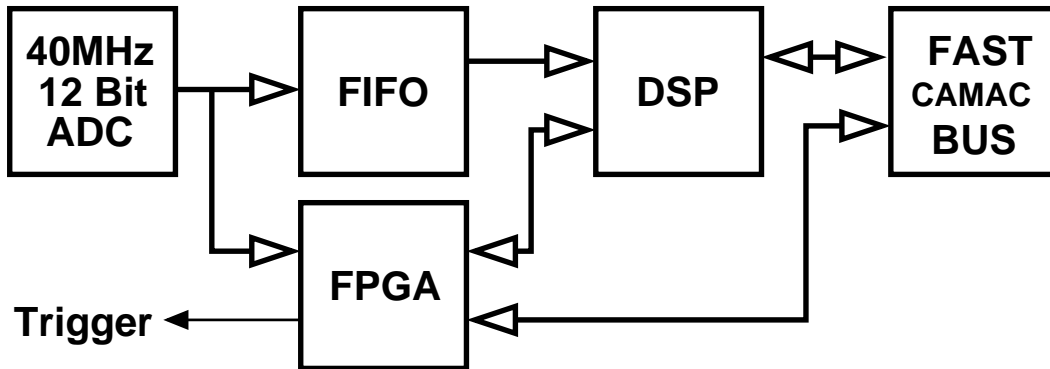 40MHz
12 Bit
ADC
FIFO
DSP
FAST
CAMAC
BUS
FPGA
Trigger